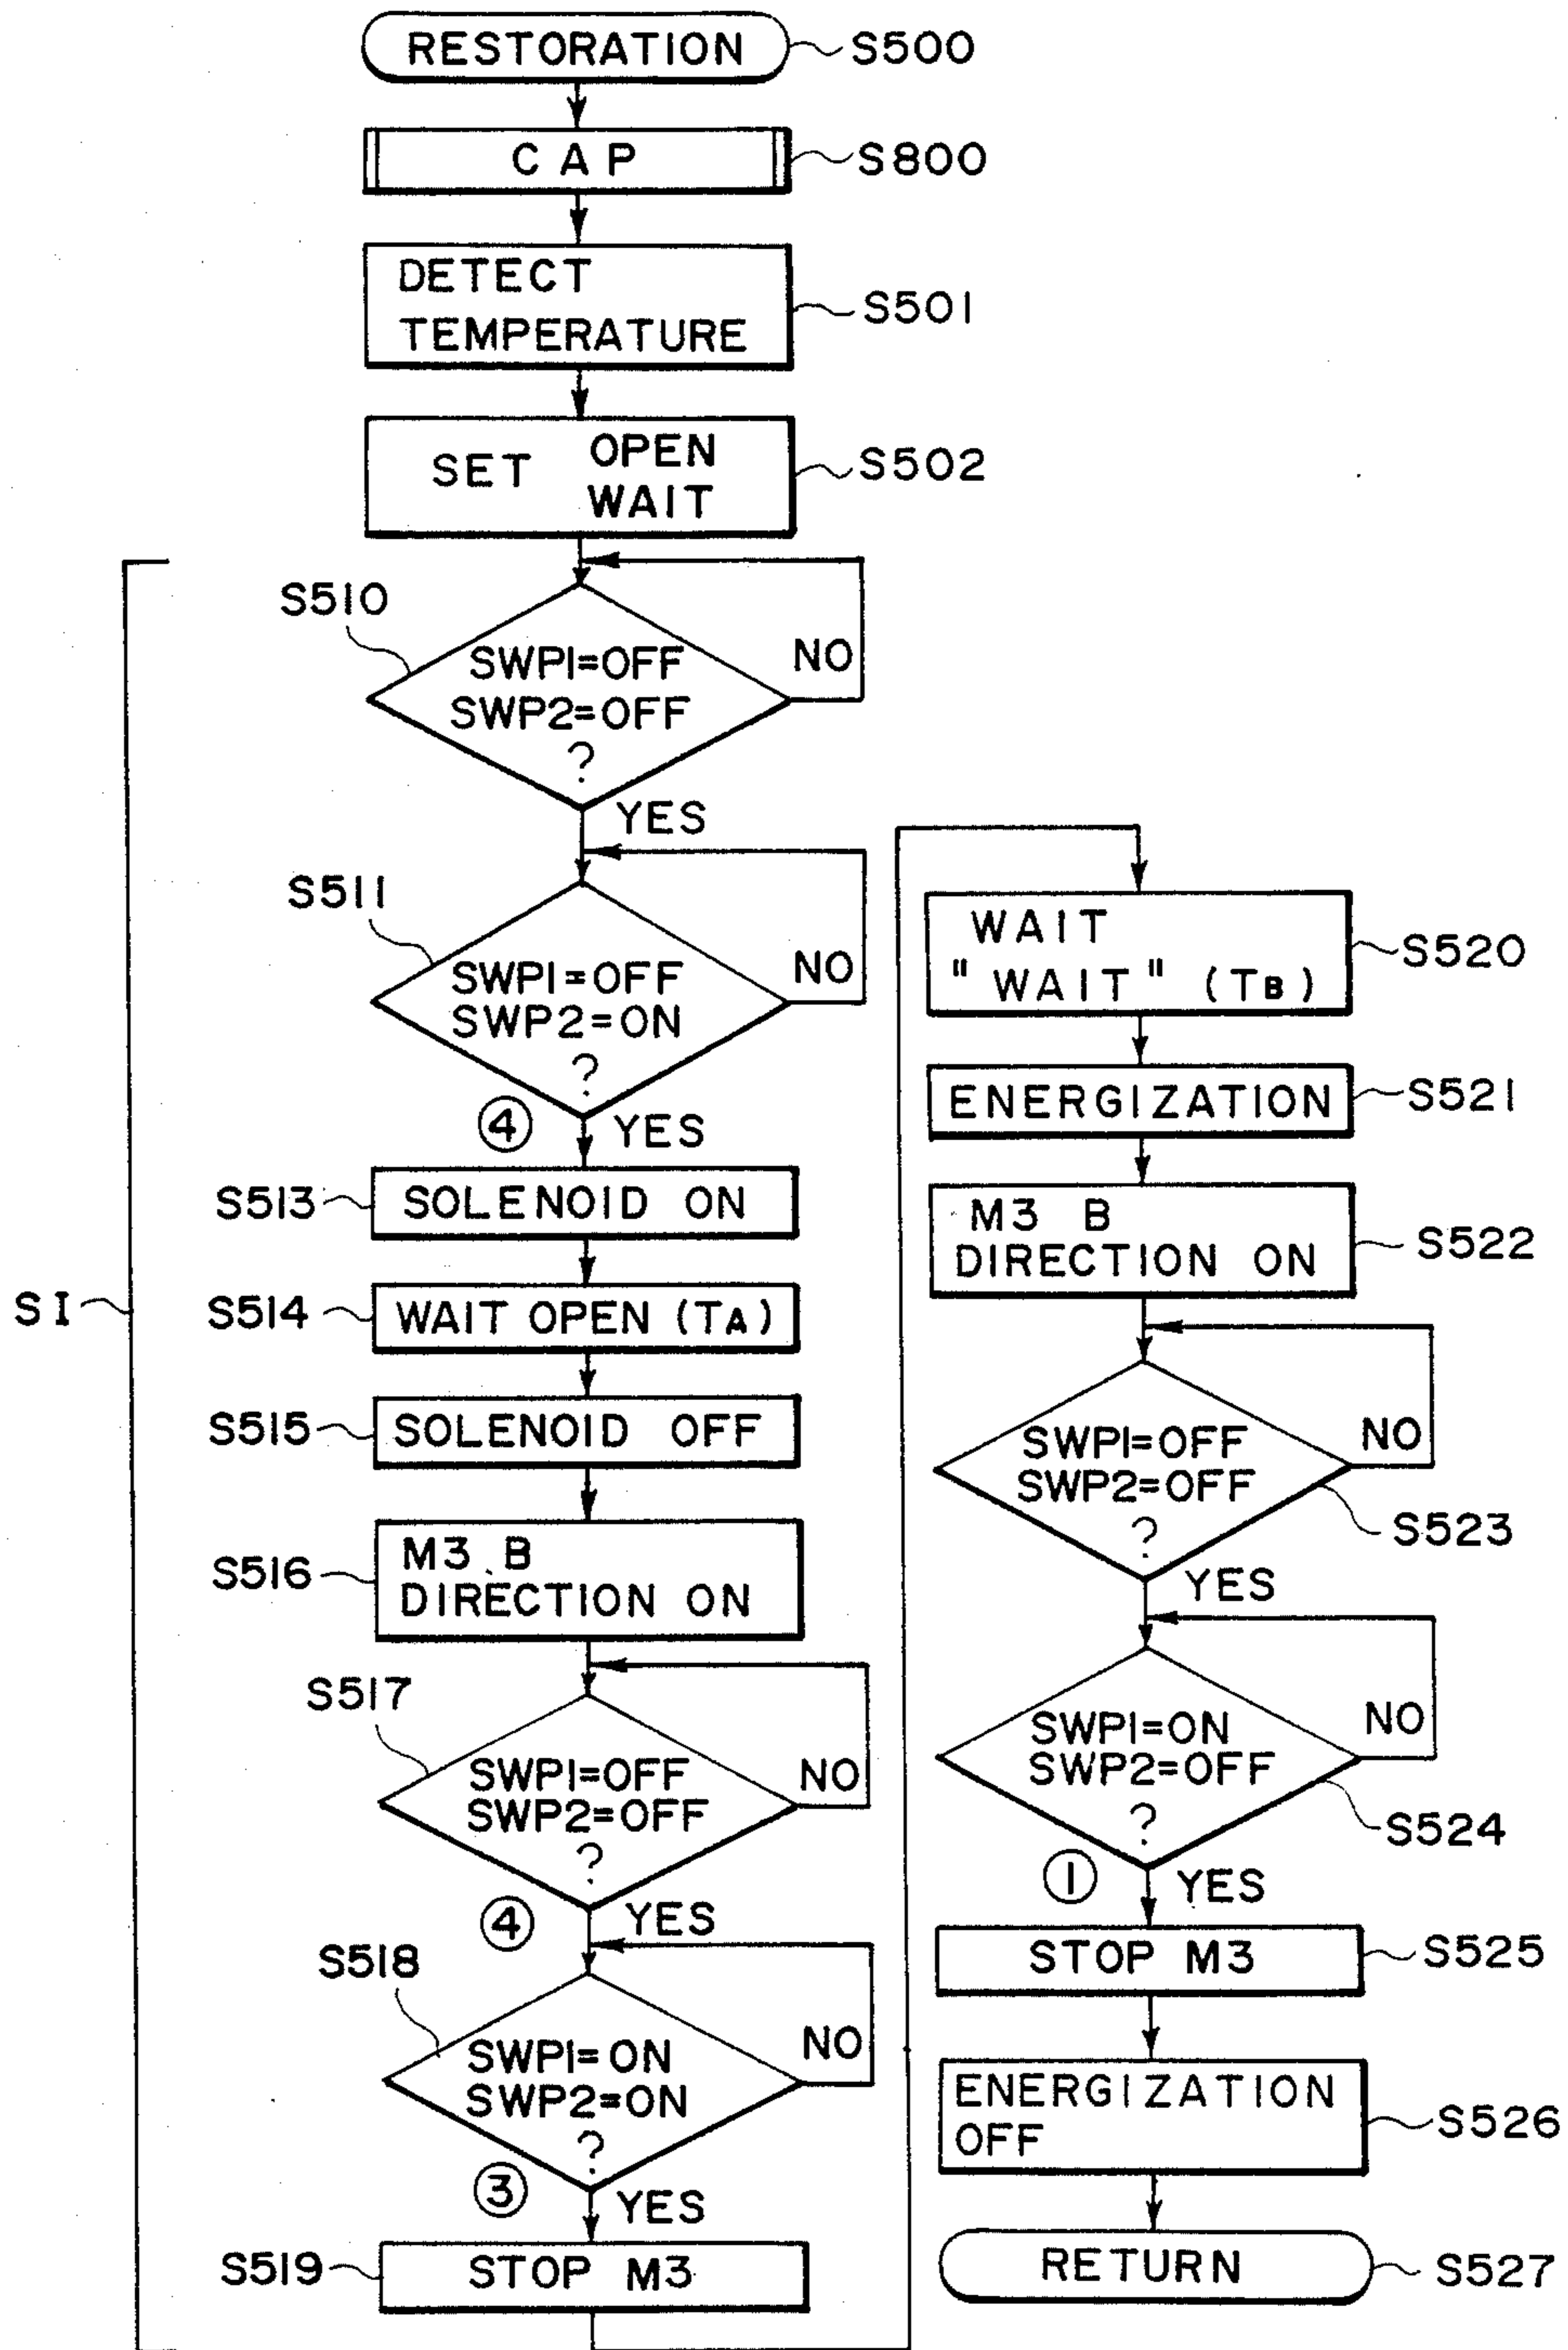 RESTORATION S500
CAP S800
DETECT
TEMPERATURE S501
SET OPEN
WAIT S502
S510
SWP1=OFF
SWP2=OFF
?
NO
YES
S511
SWP1=OFF
SWP2=ON
?
NO
④ YES
S513 SOLENOID ON
S514 WAIT OPEN (TA)
S515 SOLENOID OFF
S516 M3 B
DIRECTION ON
S517
SWP1=OFF
SWP2=OFF
?
NO
④ YES
S518
SWP1=ON
SWP2=ON
?
NO
③ YES
S519 STOP M3
SI
WAIT
"WAIT" (TB) S520
ENERGIZATION S521
M3 B
DIRECTION ON S522
SWP1=OFF
SWP2=OFF
?
NO
S523
YES
SWP1=ON
SWP2=OFF
?
NO
S524
① YES
STOP M3 S525
ENERGIZATION
OFF S526
RETURN S527